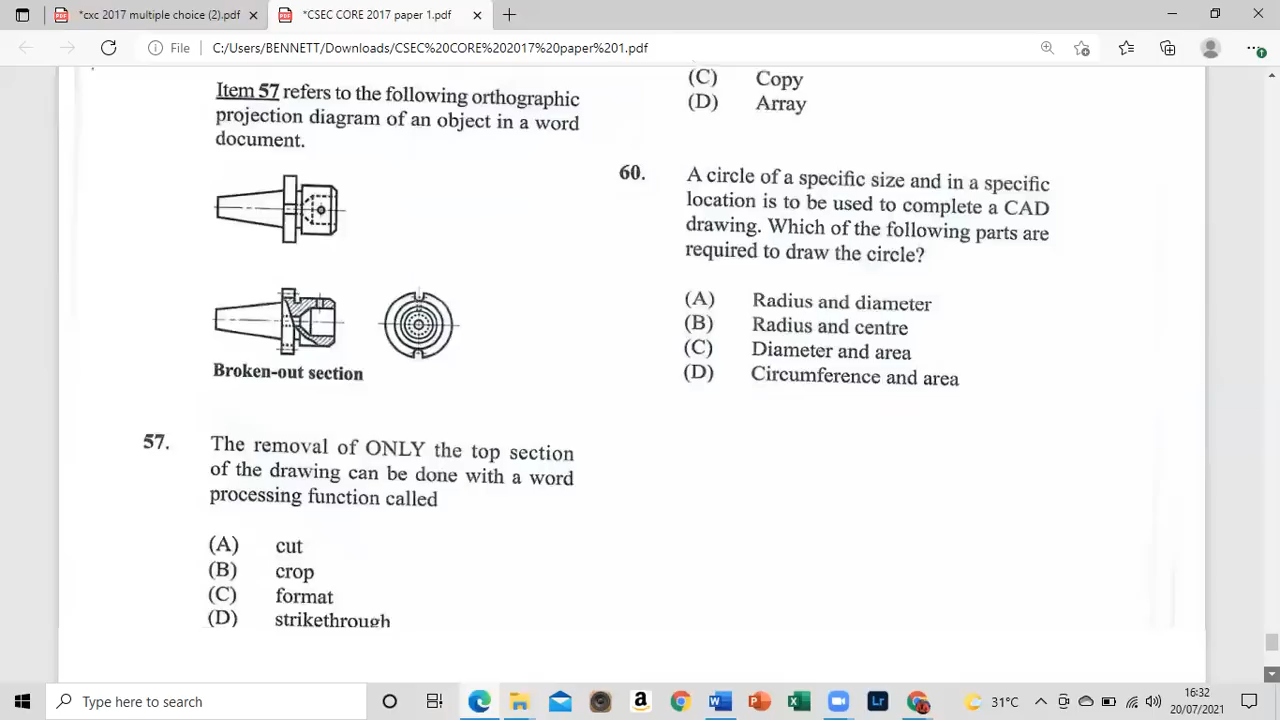 *cxc 2017 multiple choice (2).pdf
*CSEC CORE 2017 paper 1.pdf
File
C:/Users/BENNETT/Downloads/CSEC%20CORE%202017%20paper%201.pdf
Item 57 refers to the following orthographic
projection diagram of an object in a word
document.
Broken-out section
57. The removal of ONLY the top section
of the drawing can be done with a word
processing function called
(A) cut
(B) crop
(C) format
(D) strikethrough
(C) Copy
(D) Array
60. A circle of a specific size and in a specific
location is to be used to complete a CAD
drawing. Which of the following parts are
required to draw the circle?
(A) Radius and diameter
(B) Radius and centre
(C) Diameter and area
(D) Circumference and area
Type here to search
31°C
16:32
20/07/2021